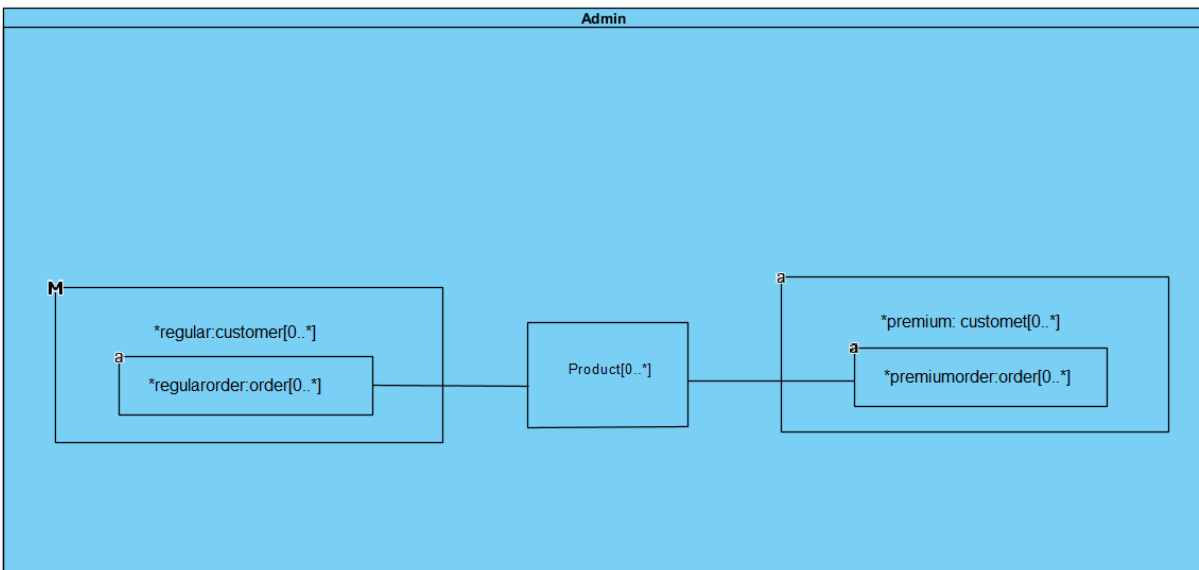 Admin
M
*regular:customer[0..*]
a
*regularorder:order[0..*]
Product[0..*]
a
*premium: customet[0..*]
a
*premiumorder:order[0..*]